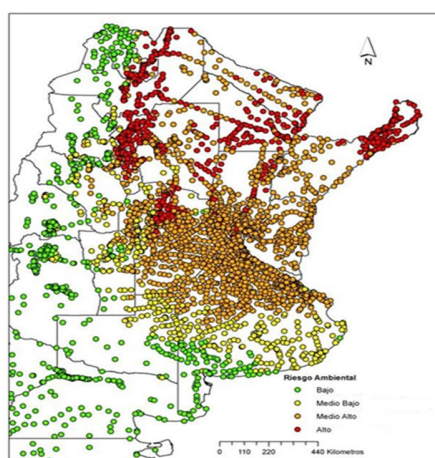 N
Riesgo Ambiental
Bajo
Medio Bajo
Medio Alto
Alto
0 110 220 440 Kilometros